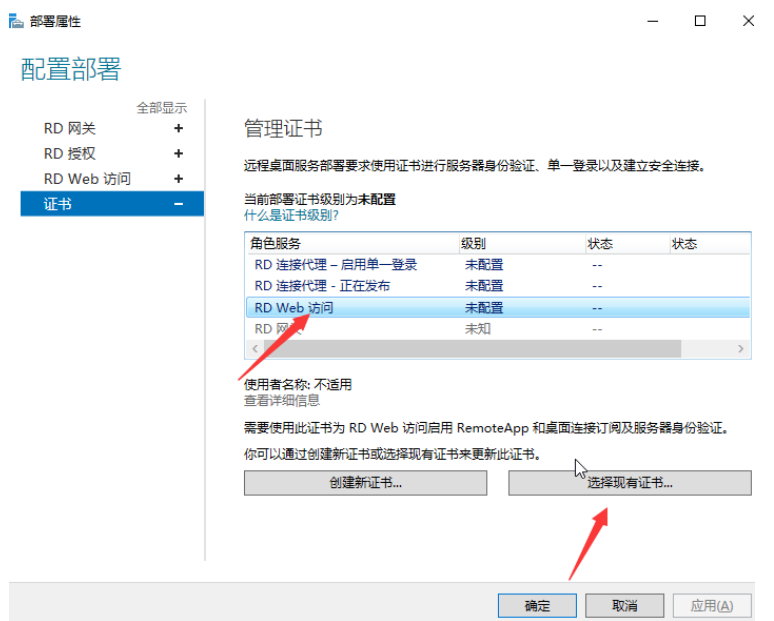 部署属性
配置部署
全部显示
RD 网关 +
RD 授权 +
RD Web 访问 +
证书 −
管理证书
远程桌面服务部署要求使用证书进行服务器身份验证、单一登录以及建立安全连接。
当前部署证书级别为未配置
什么是证书级别?
角色服务 级别 状态 状态
RD 连接代理 – 启用单一登录 未配置 --
RD 连接代理 - 正在发布 未配置 --
RD Web 访问 未配置 --
RD 网 未知 --
使用者名称: 不适用
查看详细信息
需要使用此证书为 RD Web 访问启用 RemoteApp 和桌面连接订阅及服务器身份验证。
你可以通过创建新证书或选择现有证书来更新此证书。
创建新证书... 选择现有证书...
确定 取消 应用(A)